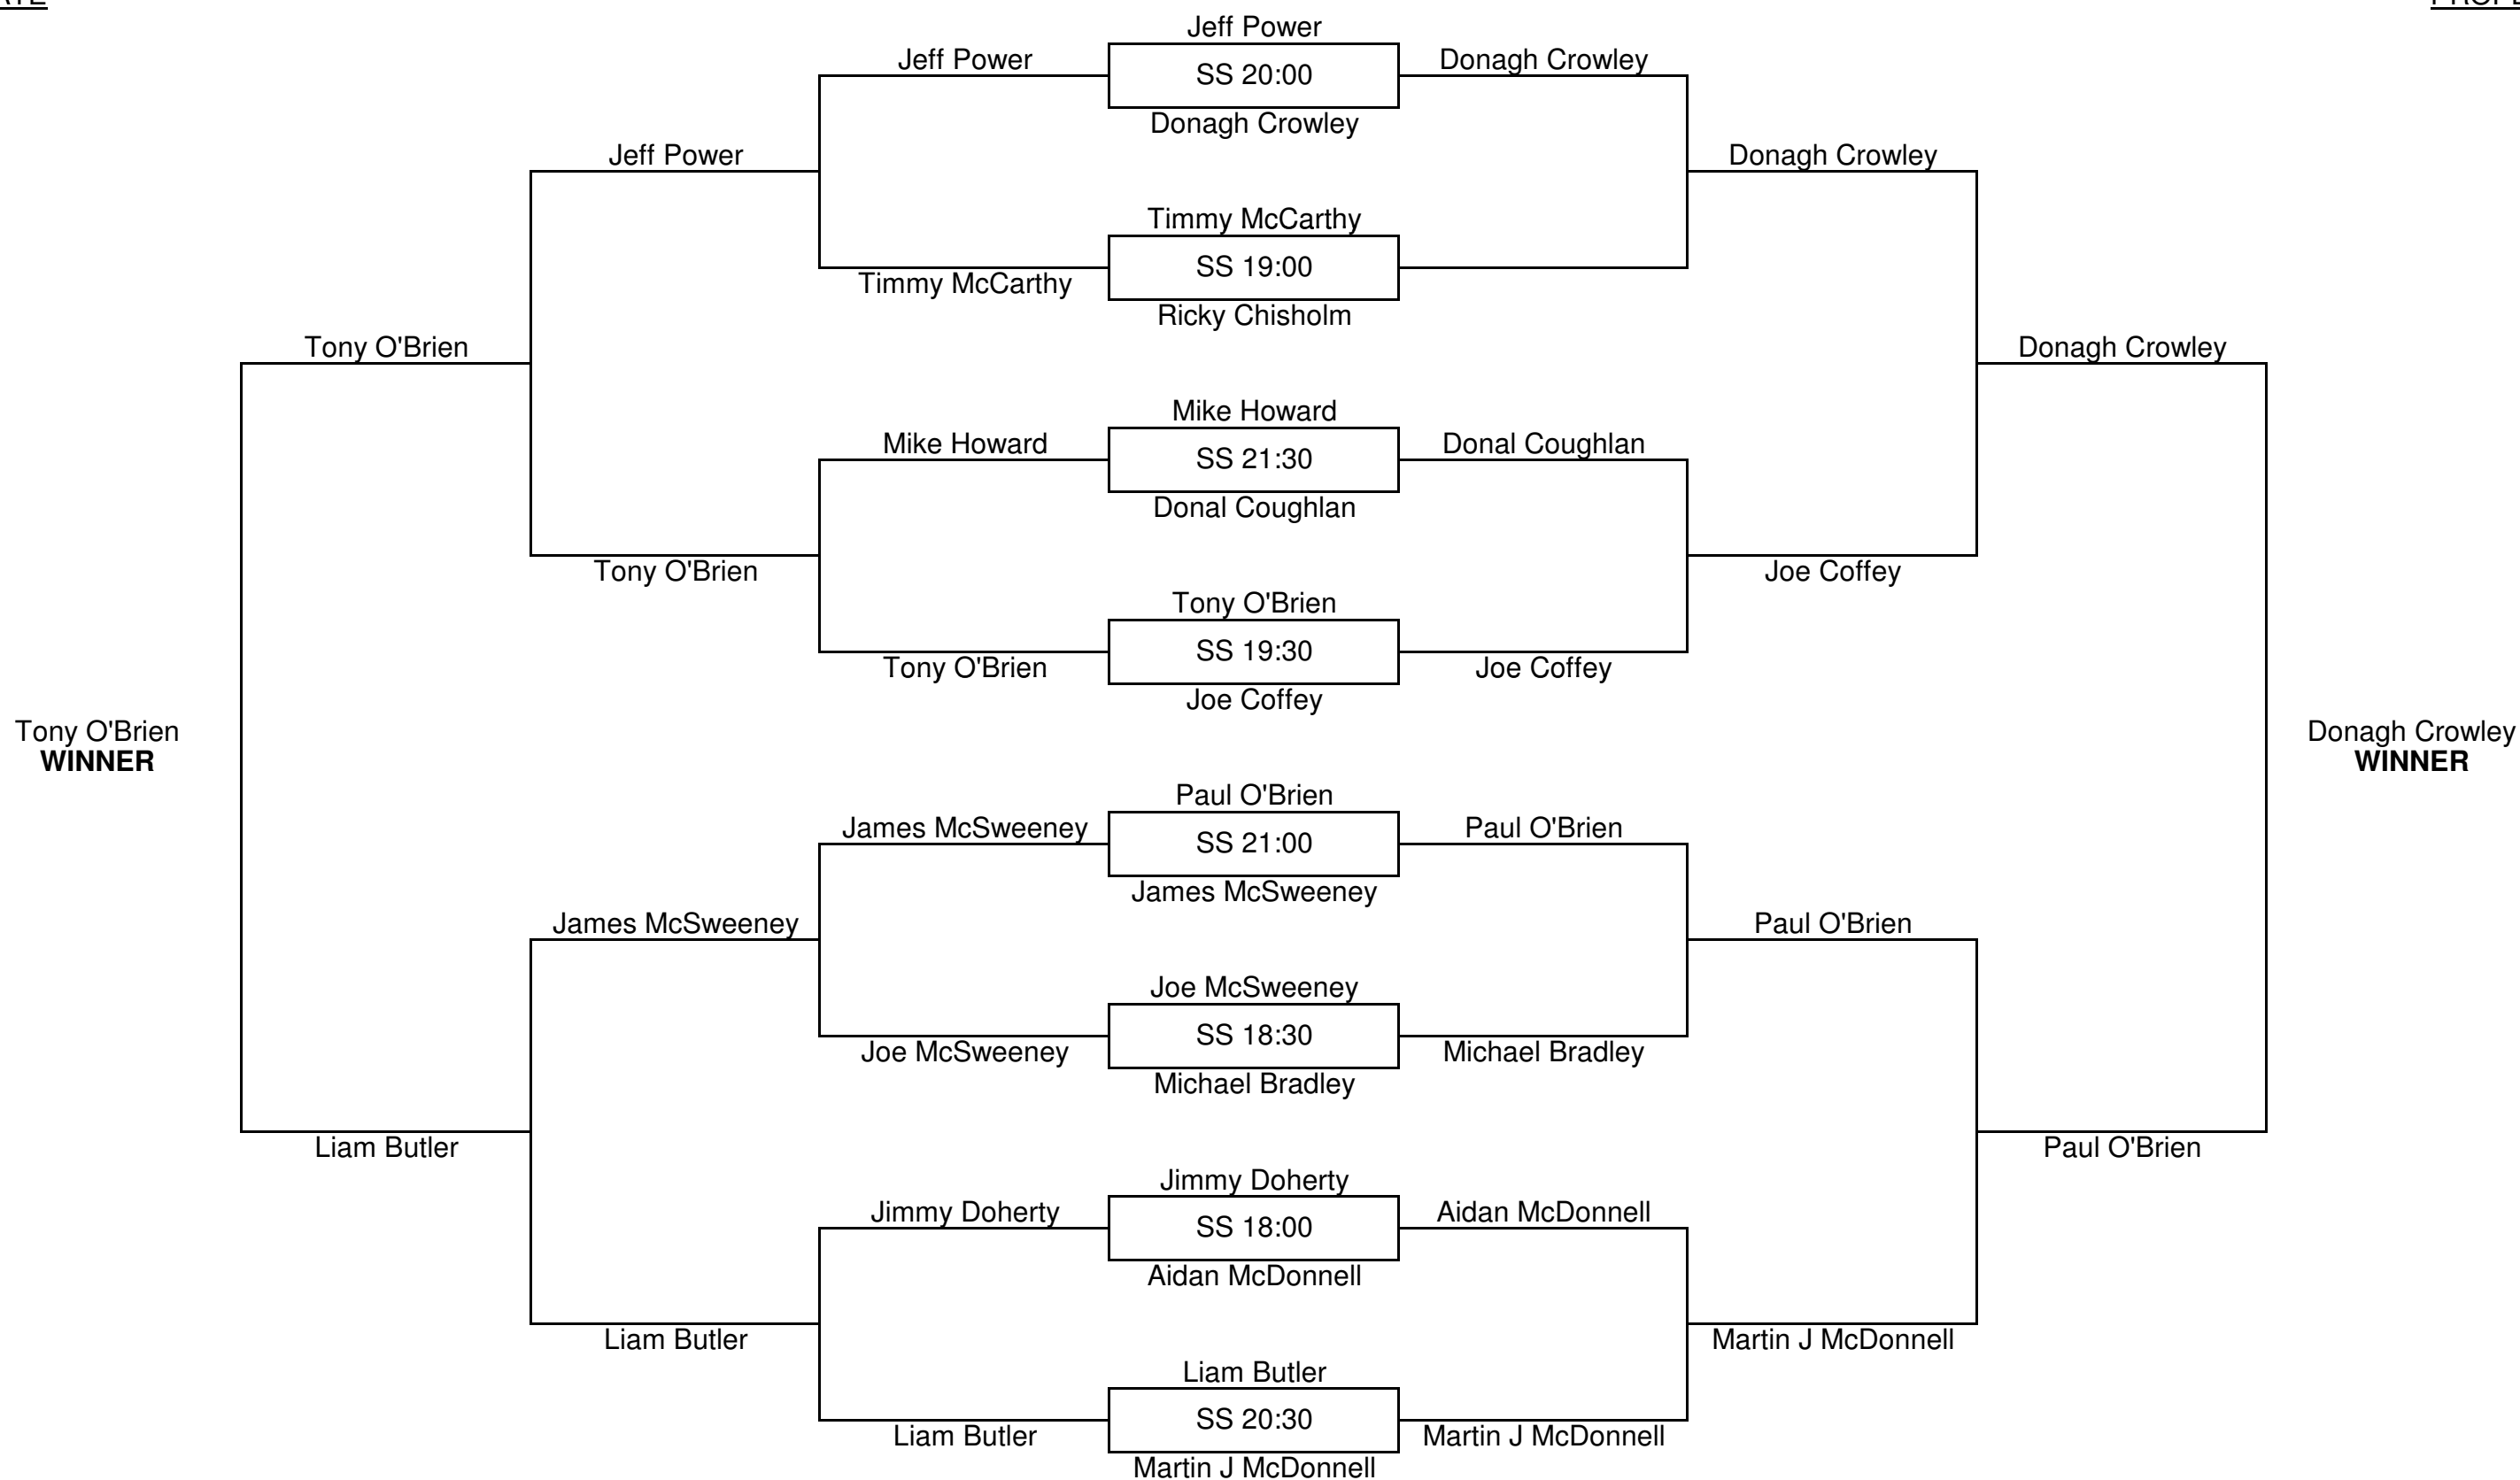 Jeff Power
Jeff Power
SS 20:00
Donagh Crowley
Donagh Crowley
Jeff Power
Donagh Crowley
Timmy McCarthy
SS 19:00
Timmy McCarthy
Ricky Chisholm
Tony O'Brien
Donagh Crowley
Mike Howard
Mike Howard
SS 21:30
Donal Coughlan
Donal Coughlan
Tony O'Brien
Joe Coffey
Tony O'Brien
SS 19:30
Tony O'Brien
Joe Coffey
Joe Coffey
Tony O'Brien
WINNER
Donagh Crowley
WINNER
Paul O'Brien
James McSweeney
SS 21:00
Paul O'Brien
James McSweeney
James McSweeney
Paul O'Brien
Joe McSweeney
SS 18:30
Joe McSweeney
Michael Bradley
Michael Bradley
Liam Butler
Paul O'Brien
Jimmy Doherty
Jimmy Doherty
SS 18:00
Aidan McDonnell
Aidan McDonnell
Liam Butler
Martin J McDonnell
Liam Butler
SS 20:30
Liam Butler
Martin J McDonnell
Martin J McDonnell